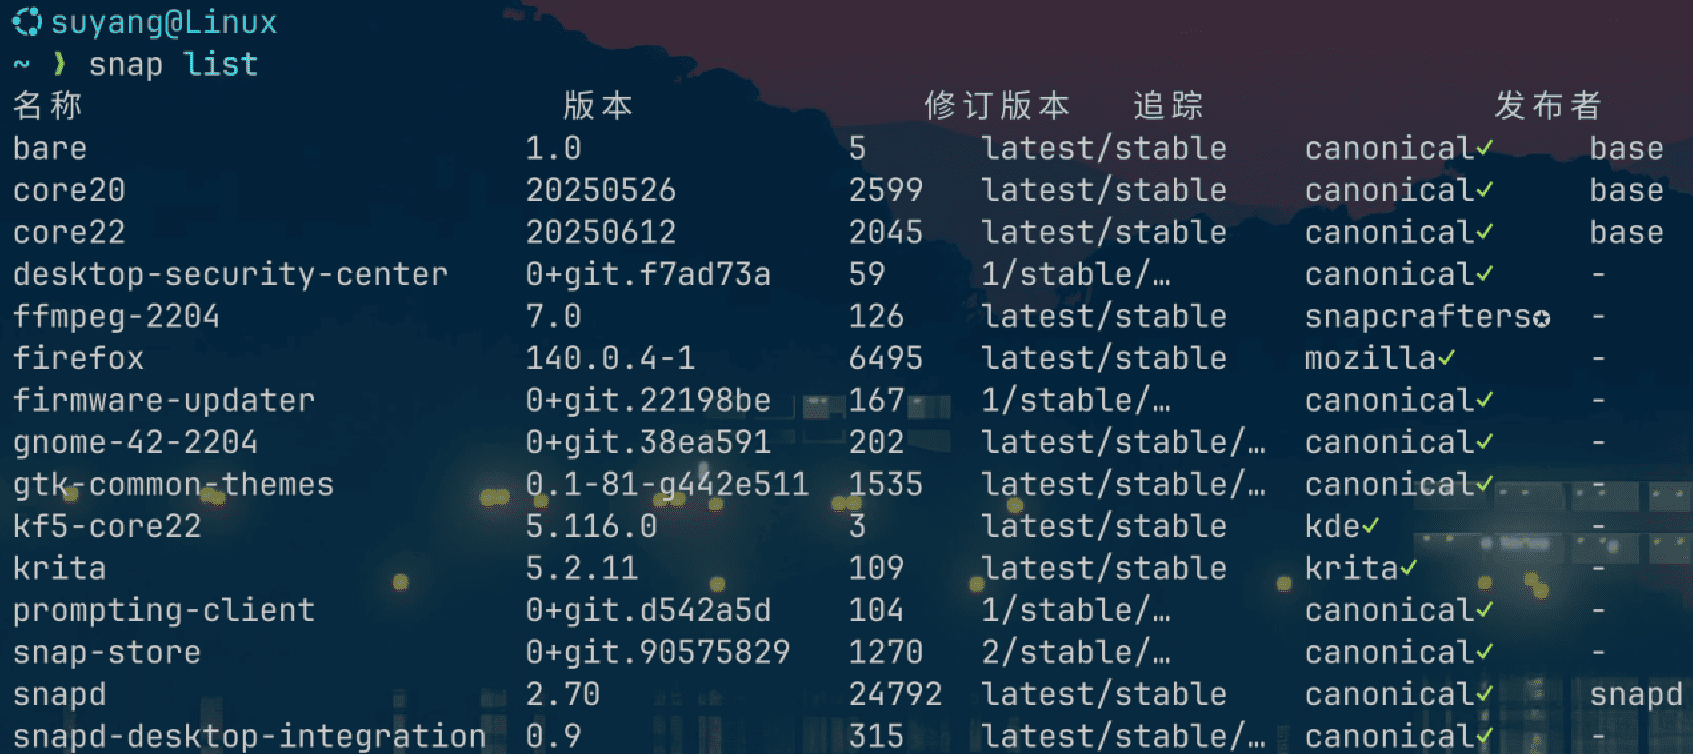 suyang@Linux
~ ❯ snap list
名称 版本 修订版本 追踪 发布者
bare 1.0 5 latest/stable canonical✓ base
core20 20250526 2599 latest/stable canonical✓ base
core22 20250612 2045 latest/stable canonical✓ base
desktop-security-center 0+git.f7ad73a 59 1/stable/… canonical✓ -
ffmpeg-2204 7.0 126 latest/stable snapcrafters✪ -
firefox 140.0.4-1 6495 latest/stable mozilla✓ -
firmware-updater 0+git.22198be 167 1/stable/… canonical✓ -
gnome-42-2204 0+git.38ea591 202 latest/stable/… canonical✓ -
gtk-common-themes 0.1-81-g442e511 1535 latest/stable/… canonical✓ -
kf5-core22 5.116.0 3 latest/stable kde✓ -
krita 5.2.11 109 latest/stable krita✓ -
prompting-client 0+git.d542a5d 104 1/stable/… canonical✓ -
snap-store 0+git.90575829 1270 2/stable/… canonical✓ -
snapd 2.70 24792 latest/stable canonical✓ snapd
snapd-desktop-integration 0.9 315 latest/stable/… canonical✓ -